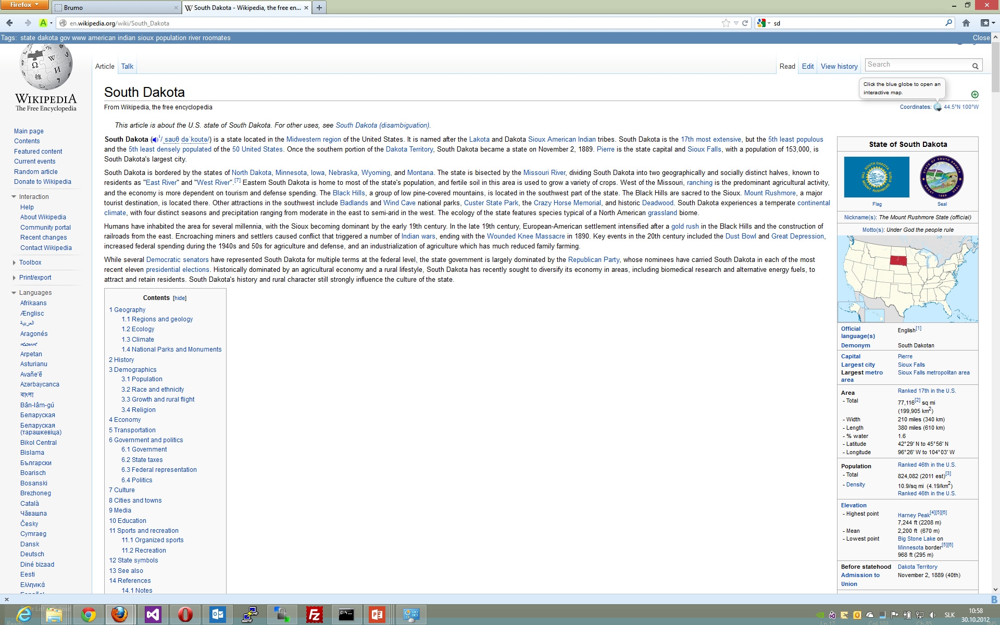 Firefox
Brumo
South Dakota - Wikipedia, the free en...
en.wikipedia.org/wiki/South_Dakota
sd
Tags: state dakota gov www american indian sioux population river roomates
Close
WIKIPEDIA
The Free Encyclopedia
Main page
Contents
Featured content
Current events
Random article
Donate to Wikipedia
Interaction
Help
About Wikipedia
Community portal
Recent changes
Contact Wikipedia
Toolbox
Print/export
Languages
Afrikaans
Ænglisc
العربية
Aragonés
Arpetan
Asturianu
Avañe'ẽ
Azərbaycanca
বাংলা
Bân-lâm-gú
Беларуская
Беларуская
(тарашкевіца)
Bikol Central
Bislama
Български
Boarisch
Bosanski
Brezhoneg
Català
Чӑвашла
Česky
Cymraeg
Dansk
Deutsch
Diné bizaad
Eesti
Ελληνικά
Article
Talk
Read
Edit
View history
Search
South Dakota
Click the blue globe to open an
interactive map.
From Wikipedia, the free encyclopedia
Coordinates: 44.5°N 100°W
This article is about the U.S. state of South Dakota. For other uses, see South Dakota (disambiguation).
South Dakota (/ˌsaʊθ dəˈkoʊtə/) is a state located in the Midwestern region of the United States. It is named after the Lakota and Dakota Sioux American Indian tribes. South Dakota is the 17th most extensive, but the 5th least populous
and the 5th least densely populated of the 50 United States. Once the southern portion of the Dakota Territory, South Dakota became a state on November 2, 1889. Pierre is the state capital and Sioux Falls, with a population of 153,000, is
South Dakota's largest city.
South Dakota is bordered by the states of North Dakota, Minnesota, Iowa, Nebraska, Wyoming, and Montana. The state is bisected by the Missouri River, dividing South Dakota into two geographically and socially distinct halves, known to
residents as "East River" and "West River".[7] Eastern South Dakota is home to most of the state's population, and fertile soil in this area is used to grow a variety of crops. West of the Missouri, ranching is the predominant agricultural activity,
and the economy is more dependent on tourism and defense spending. The Black Hills, a group of low pine-covered mountains, is located in the southwest part of the state. The Black Hills are sacred to the Sioux. Mount Rushmore, a major
tourist destination, is located there. Other attractions in the southwest include Badlands and Wind Cave national parks, Custer State Park, the Crazy Horse Memorial, and historic Deadwood. South Dakota experiences a temperate continental
climate, with four distinct seasons and precipitation ranging from moderate in the east to semi-arid in the west. The ecology of the state features species typical of a North American grassland biome.
Humans have inhabited the area for several millennia, with the Sioux becoming dominant by the early 19th century. In the late 19th century, European-American settlement intensified after a gold rush in the Black Hills and the construction of
railroads from the east. Encroaching miners and settlers caused conflict that triggered a number of Indian wars, ending with the Wounded Knee Massacre in 1890. Key events in the 20th century included the Dust Bowl and Great Depression,
increased federal spending during the 1940s and 50s for agriculture and defense, and an industrialization of agriculture which has much reduced family farming.
While several Democratic senators have represented South Dakota for multiple terms at the federal level, the state government is largely dominated by the Republican Party, whose nominees have carried South Dakota in each of the most
recent eleven presidential elections. Historically dominated by an agricultural economy and a rural lifestyle, South Dakota has recently sought to diversify its economy in areas, including biomedical research and alternative energy fuels, to
attract and retain residents. South Dakota's history and rural character still strongly influence the culture of the state.
Contents [hide]
1 Geography
1.1 Regions and geology
1.2 Ecology
1.3 Climate
1.4 National Parks and Monuments
2 History
3 Demographics
3.1 Population
3.2 Race and ethnicity
3.3 Growth and rural flight
3.4 Religion
4 Economy
5 Transportation
6 Government and politics
6.1 Government
6.2 State taxes
6.3 Federal representation
6.4 Politics
7 Culture
8 Cities and towns
9 Media
10 Education
11 Sports and recreation
11.1 Organized sports
11.2 Recreation
12 State symbols
13 See also
14 References
14.1 Notes
State of South Dakota
SOUTH DAKOTA
THE MOUNT RUSHMORE STATE
STATE OF SOUTH DAKOTA
GREAT SEAL
1889
Flag
Seal
Nickname(s): The Mount Rushmore State (official)
Motto(s): Under God the people rule
Official language(s) English[1]
Demonym South Dakotan
Capital Pierre
Largest city Sioux Falls
Largest metro area Sioux Falls metropolitan area
Area Ranked 17th in the U.S.
- Total 77,116[2] sq mi
(199,905 km2)
- Width 210 miles (340 km)
- Length 380 miles (610 km)
- % water 1.6
- Latitude 42°29′ N to 45°56′ N
- Longitude 96°26′ W to 104°03′ W
Population Ranked 46th in the U.S.
- Total 824,082 (2011 est)[3]
- Density 10.9/sq mi (4.19/km2)
Ranked 46th in the U.S.
Elevation
- Highest point Harney Peak[4][5][6]
7,244 ft (2208 m)
- Mean 2,200 ft (670 m)
- Lowest point Big Stone Lake on
Minnesota border[5][6]
968 ft (295 m)
Before statehood Dakota Territory
Admission to Union November 2, 1889 (40th)
SLK
10:58
30.10.2012